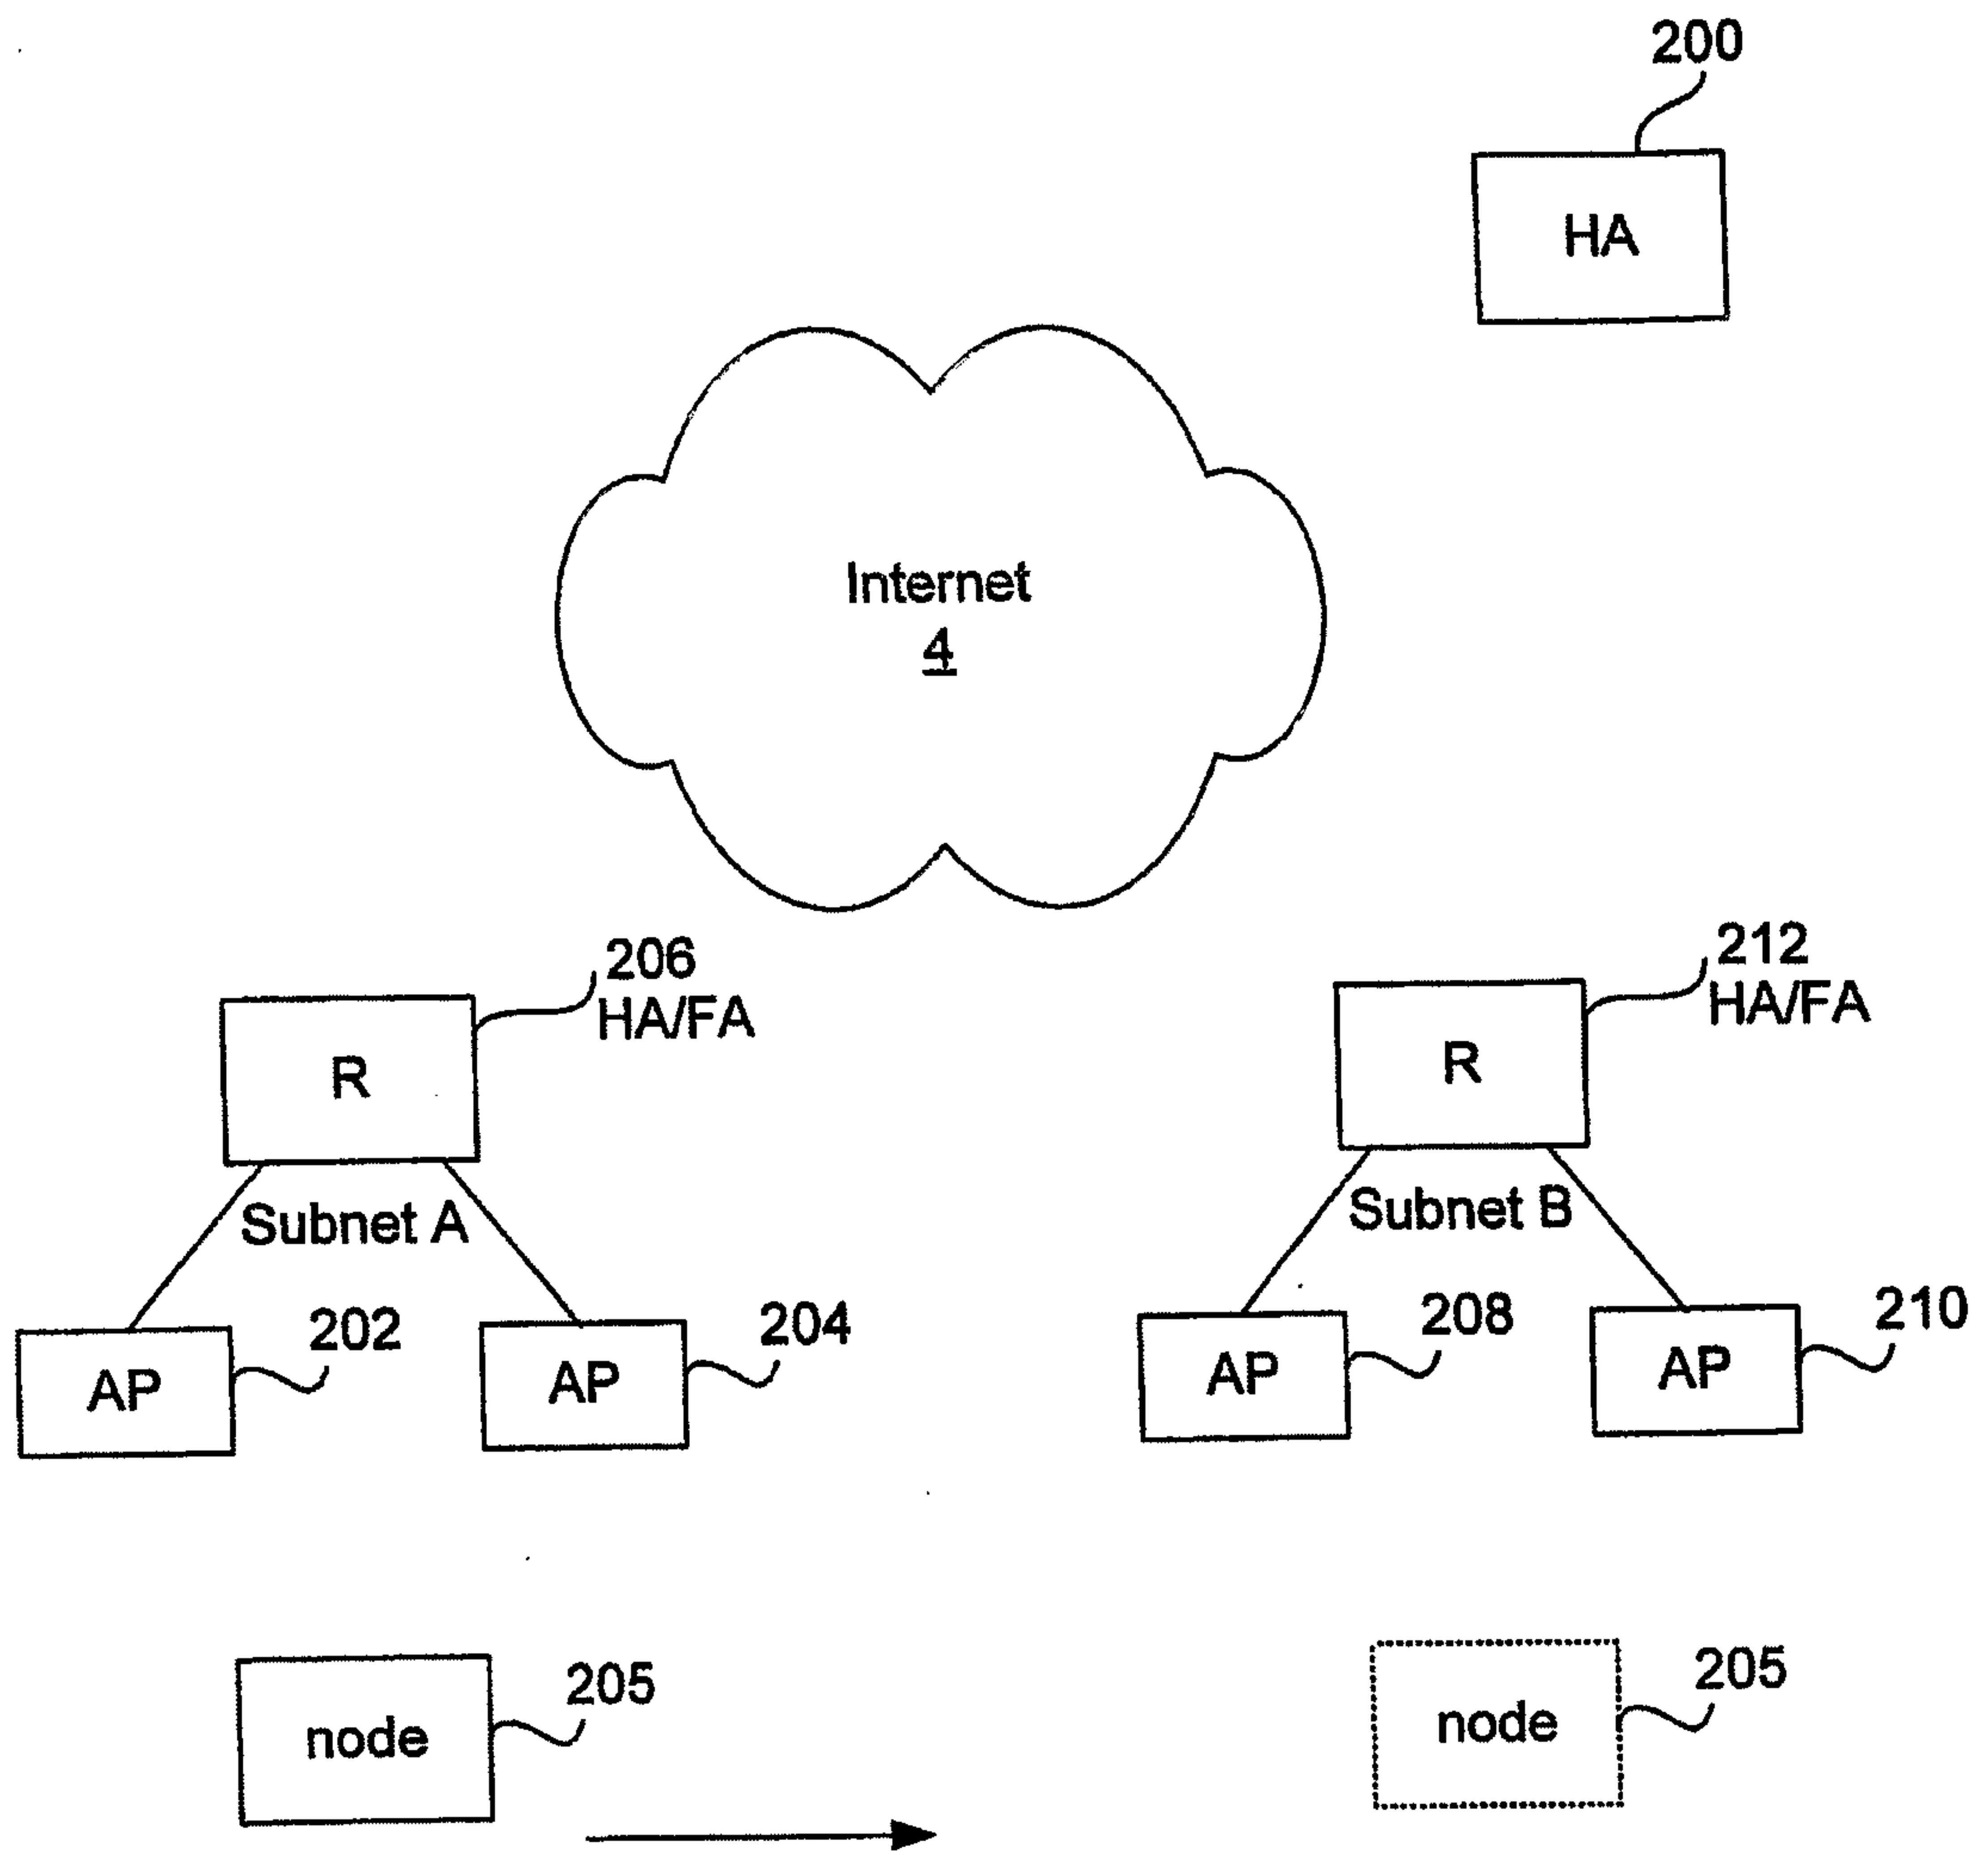 200
HA
Internet
4
206
HA/FA
R
212
HA/FA
R
Subnet A
Subnet B
202
AP
204
AP
208
AP
210
AP
205
node
205
node